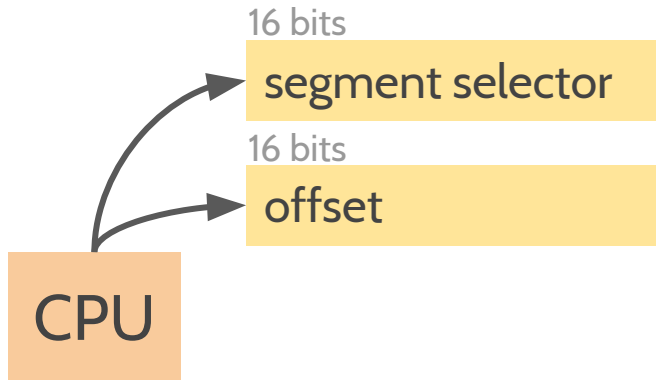 16 bits
segment selector
16 bits
offset
CPU